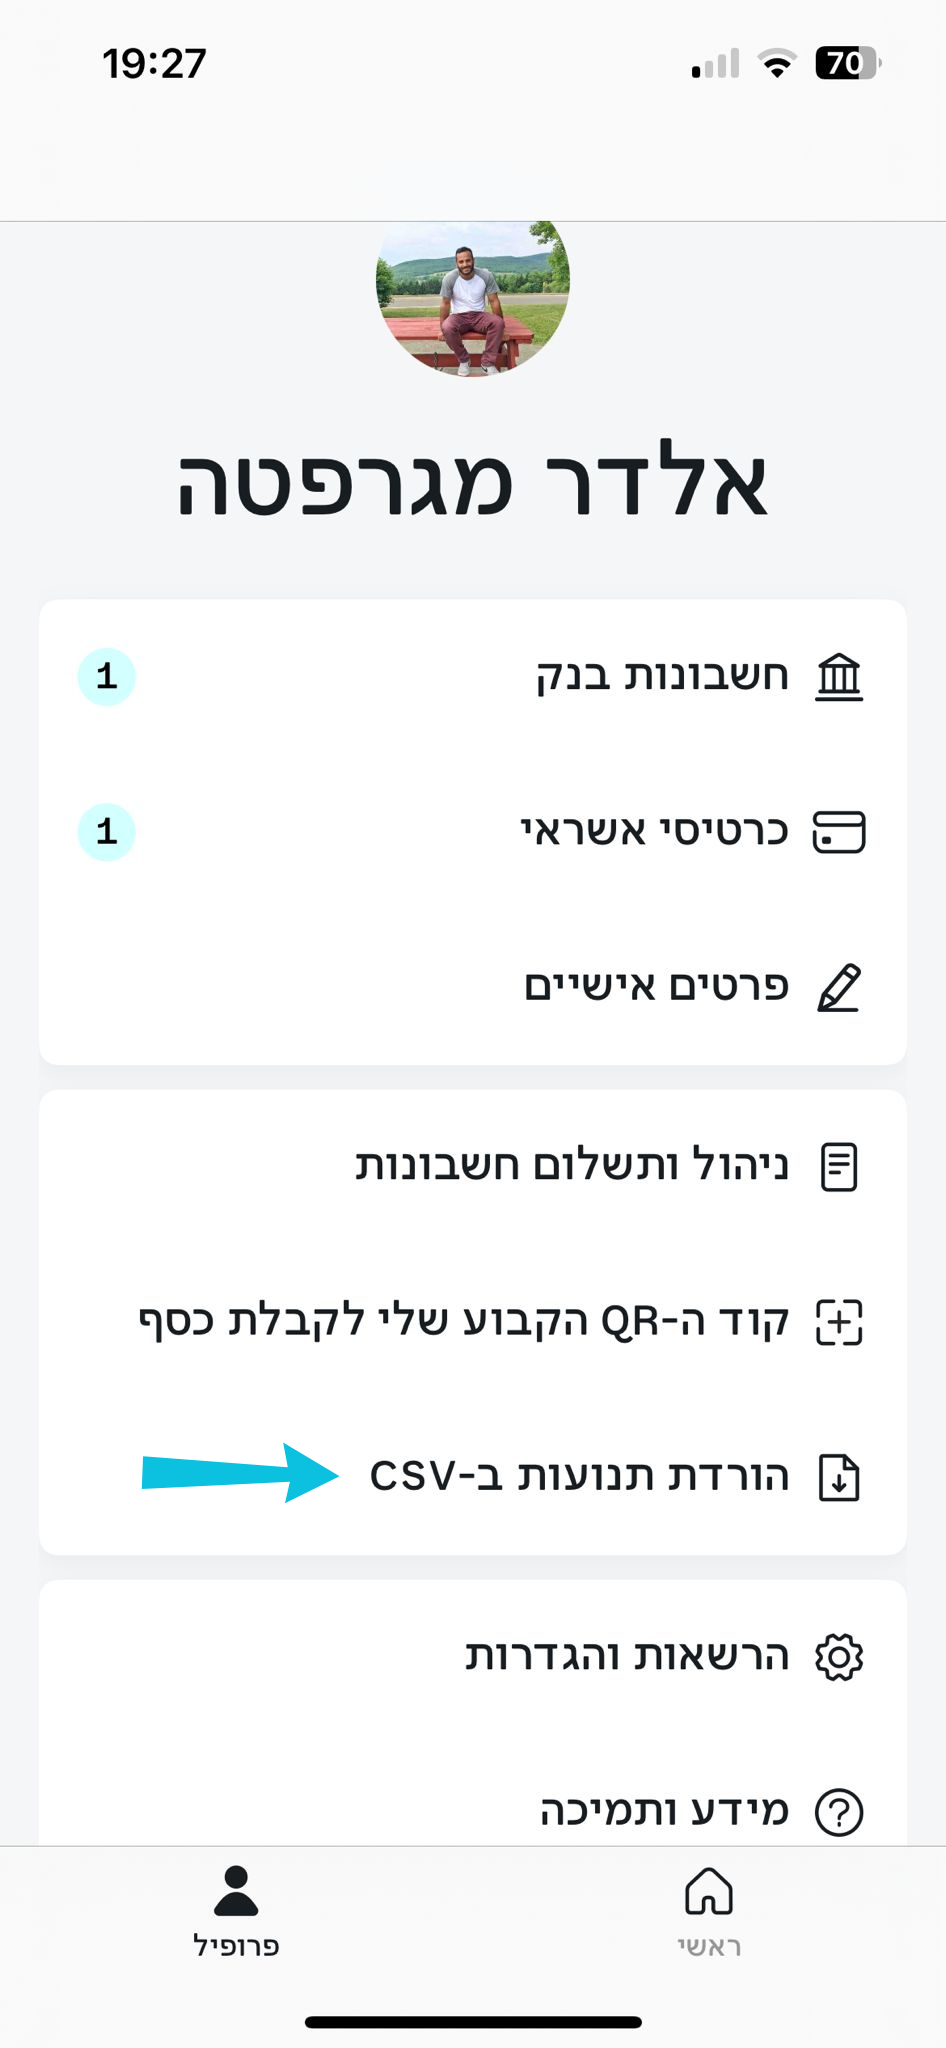 19:27
70
אלדר מגרפטה
חשבונות בנק
1
כרטיסי אשראי
1
פרטים אישיים
ניהול ותשלום חשבונות
קוד ה-QR הקבוע שלי לקבלת כסף
הורדת תנועות ב-CSV
הרשאות והגדרות
מידע ותמיכה
ראשי
פרופיל